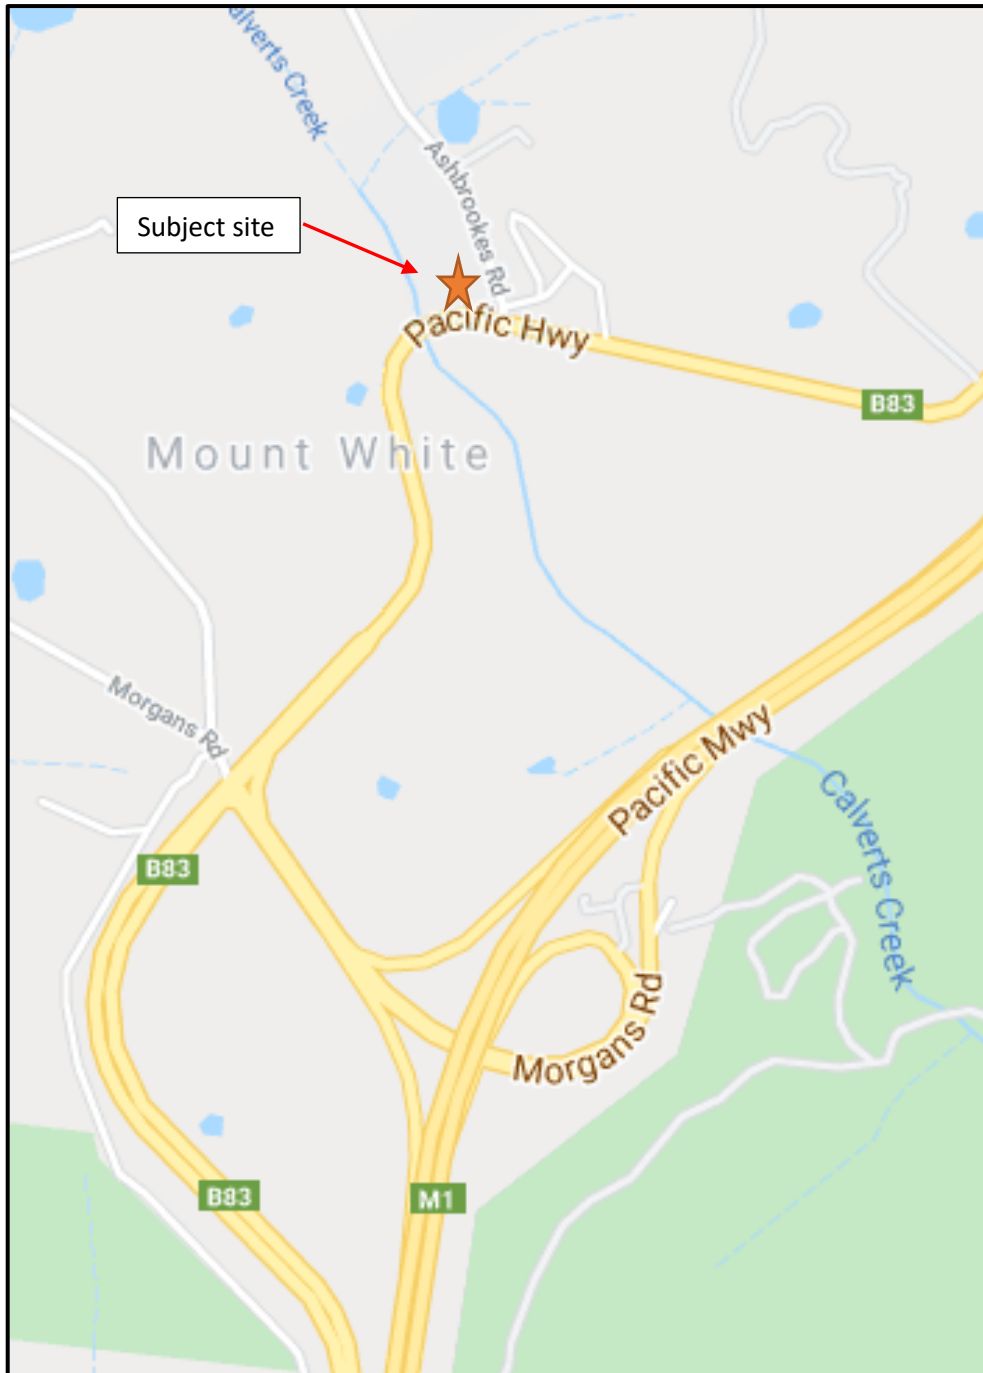 alverts Creek
Ashbrookes Rd
Subject site
Pacific Hwy
B83
Mount White
Morgans Rd
Pacific Mwy
Calverts Creek
B83
Morgans Rd
B83
M1